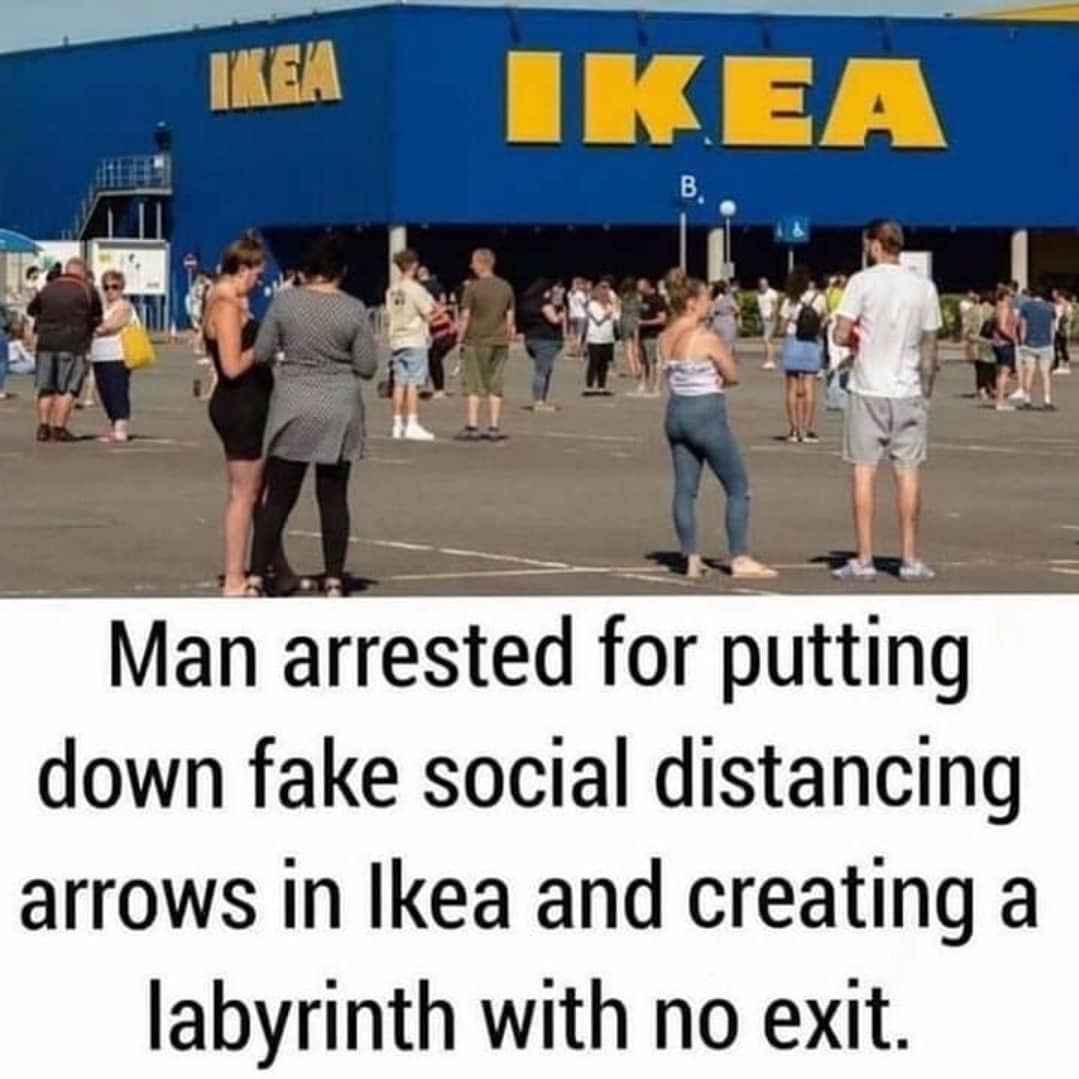 IKEA
IKEA
B
Man arrested for putting
down fake social distancing
arrows in Ikea and creating a
labyrinth with no exit.